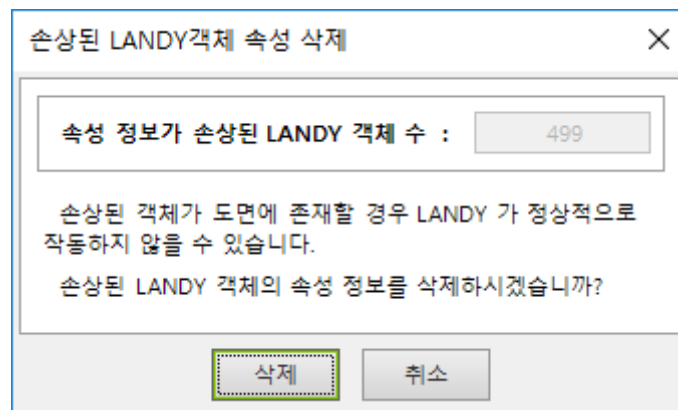 손상된 LANDY객체 속성 삭제
속성 정보가 손상된 LANDY 객체 수 : 499
손상된 객체가 도면에 존재할 경우 LANDY 가 정상적으로
작동하지 않을 수 있습니다.
손상된 LANDY 객체의 속성 정보를 삭제하시겠습니까?
삭제 취소